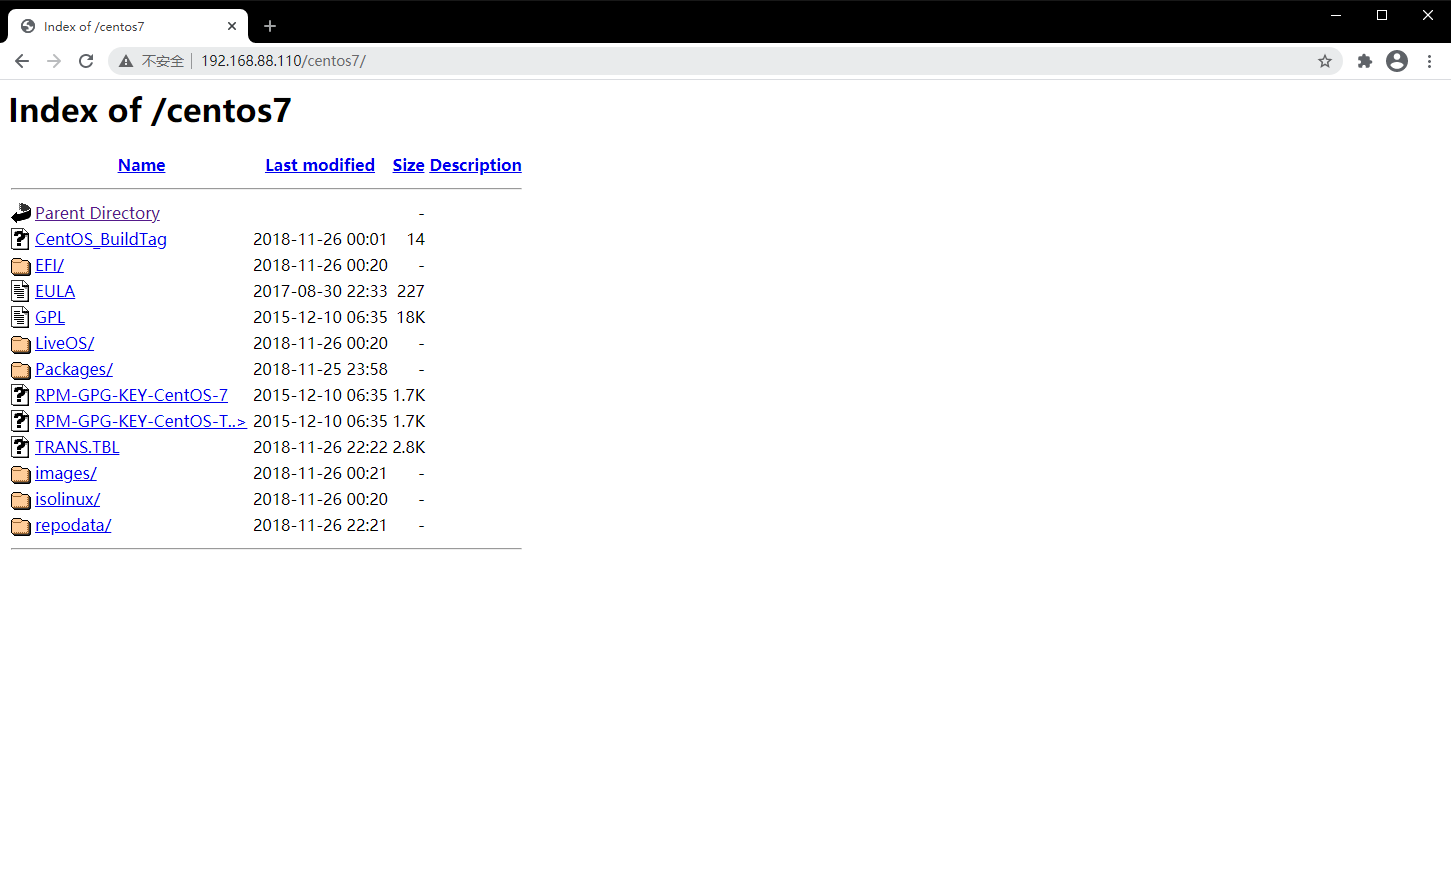 Index of /centos7
不安全 192.168.88.110/centos7/
Index of /centos7
Name Last modified Size Description
Parent Directory -
CentOS_BuildTag 2018-11-26 00:01 14
EFI/ 2018-11-26 00:20 -
EULA 2017-08-30 22:33 227
GPL 2015-12-10 06:35 18K
LiveOS/ 2018-11-26 00:20 -
Packages/ 2018-11-25 23:58 -
RPM-GPG-KEY-CentOS-7 2015-12-10 06:35 1.7K
RPM-GPG-KEY-CentOS-T..> 2015-12-10 06:35 1.7K
TRANS.TBL 2018-11-26 22:22 2.8K
images/ 2018-11-26 00:21 -
isolinux/ 2018-11-26 00:20 -
repodata/ 2018-11-26 22:21 -